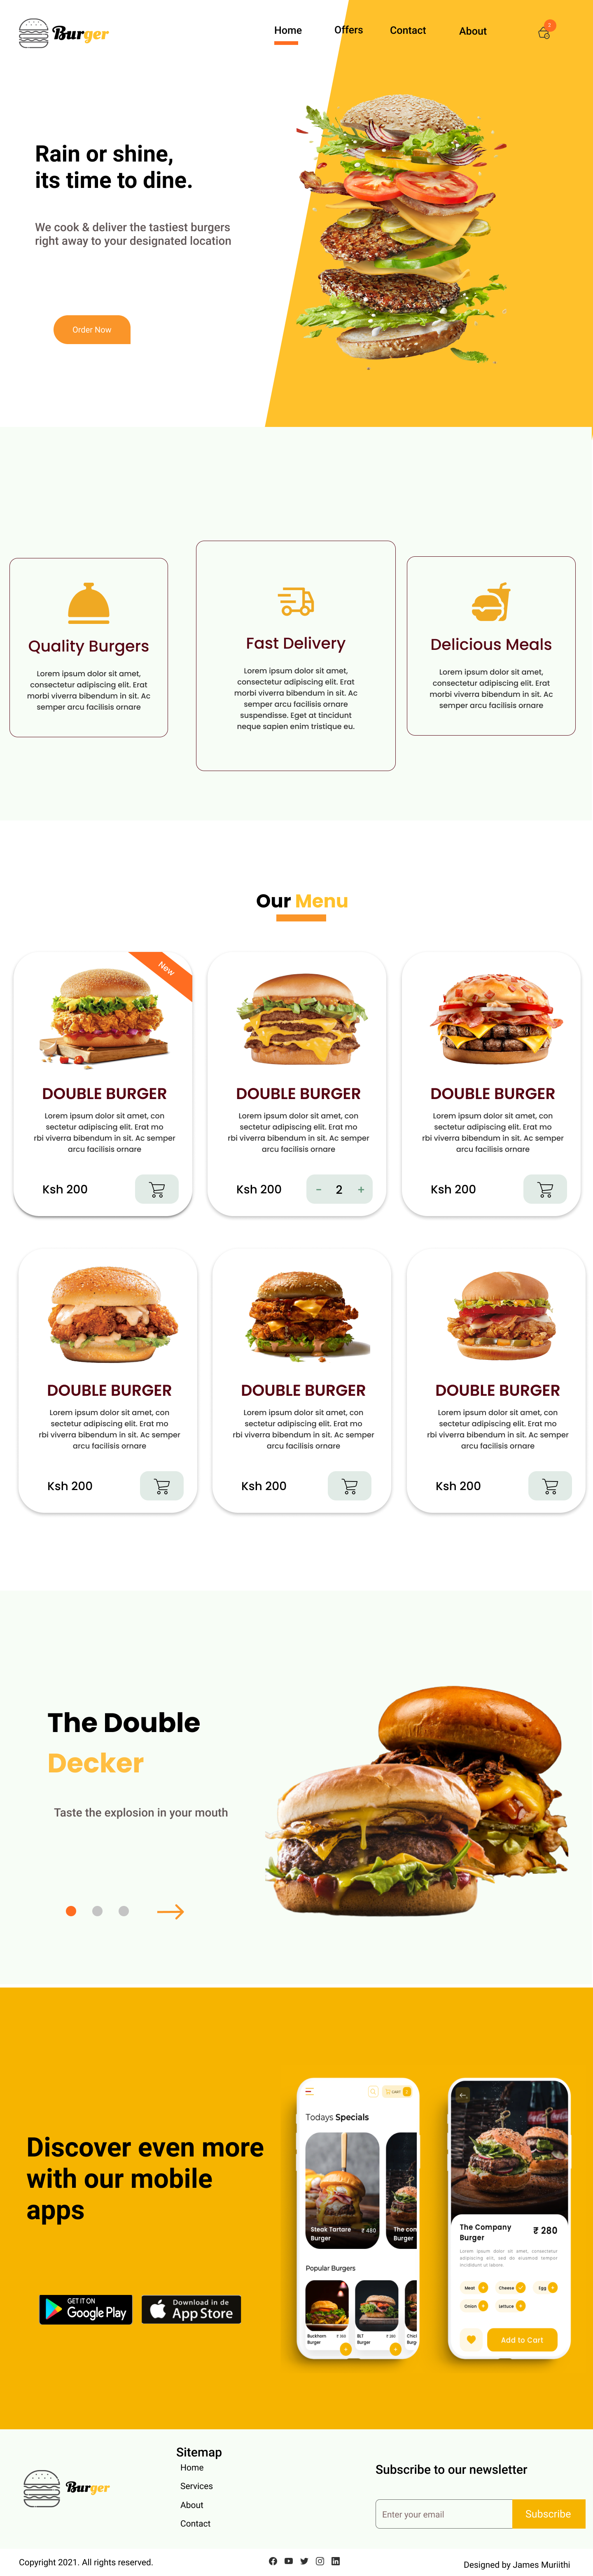 Burger
Home
Offers
Contact
About
2
Rain or shine,
its time to dine.
We cook & deliver the tastiest burgers
right away to your designated location
Order Now
Quality Burgers
Lorem ipsum dolor sit amet,
consectetur adipiscing elit. Erat
morbi viverra bibendum in sit. Ac
semper arcu facilisis ornare
Fast Delivery
Lorem ipsum dolor sit amet,
consectetur adipiscing elit. Erat
morbi viverra bibendum in sit. Ac
semper arcu facilisis ornare
suspendisse. Eget at tincidunt
neque sapien enim tristique eu.
Delicious Meals
Lorem ipsum dolor sit amet,
consectetur adipiscing elit. Erat
morbi viverra bibendum in sit. Ac
semper arcu facilisis ornare
Our Menu
New
DOUBLE BURGER
Lorem ipsum dolor sit amet, con
sectetur adipiscing elit. Erat mo
rbi viverra bibendum in sit. Ac semper
arcu facilisis ornare
Ksh 200
DOUBLE BURGER
Lorem ipsum dolor sit amet, con
sectetur adipiscing elit. Erat mo
rbi viverra bibendum in sit. Ac semper
arcu facilisis ornare
Ksh 200
- 2 +
DOUBLE BURGER
Lorem ipsum dolor sit amet, con
sectetur adipiscing elit. Erat mo
rbi viverra bibendum in sit. Ac semper
arcu facilisis ornare
Ksh 200
DOUBLE BURGER
Lorem ipsum dolor sit amet, con
sectetur adipiscing elit. Erat mo
rbi viverra bibendum in sit. Ac semper
arcu facilisis ornare
Ksh 200
DOUBLE BURGER
Lorem ipsum dolor sit amet, con
sectetur adipiscing elit. Erat mo
rbi viverra bibendum in sit. Ac semper
arcu facilisis ornare
Ksh 200
DOUBLE BURGER
Lorem ipsum dolor sit amet, con
sectetur adipiscing elit. Erat mo
rbi viverra bibendum in sit. Ac semper
arcu facilisis ornare
Ksh 200
The Double
Decker
Taste the explosion in your mouth
Discover even more
with our mobile
apps
GET IT ON
Google Play
Download in de
App Store
CART
Todays Specials
Steak Tartare
Burger
₹ 480
The con
Burger
Popular Burgers
Buckhorn
Burger
₹ 350
BLT
Burger
₹ 280
Chic
Burg
The Company
Burger
₹ 280
Lorem ipsum dolor sit amet, consectetur
adipiscing elit, sed do eiusmod tempor
incididunt ut labore.
Meat
Cheese
Egg
Onion
Lettuce
Add to Cart
Burger
Sitemap
Home
Services
About
Contact
Subscribe to our newsletter
Enter your email
Subscribe
Copyright 2021. All rights reserved.
Designed by James Muriithi